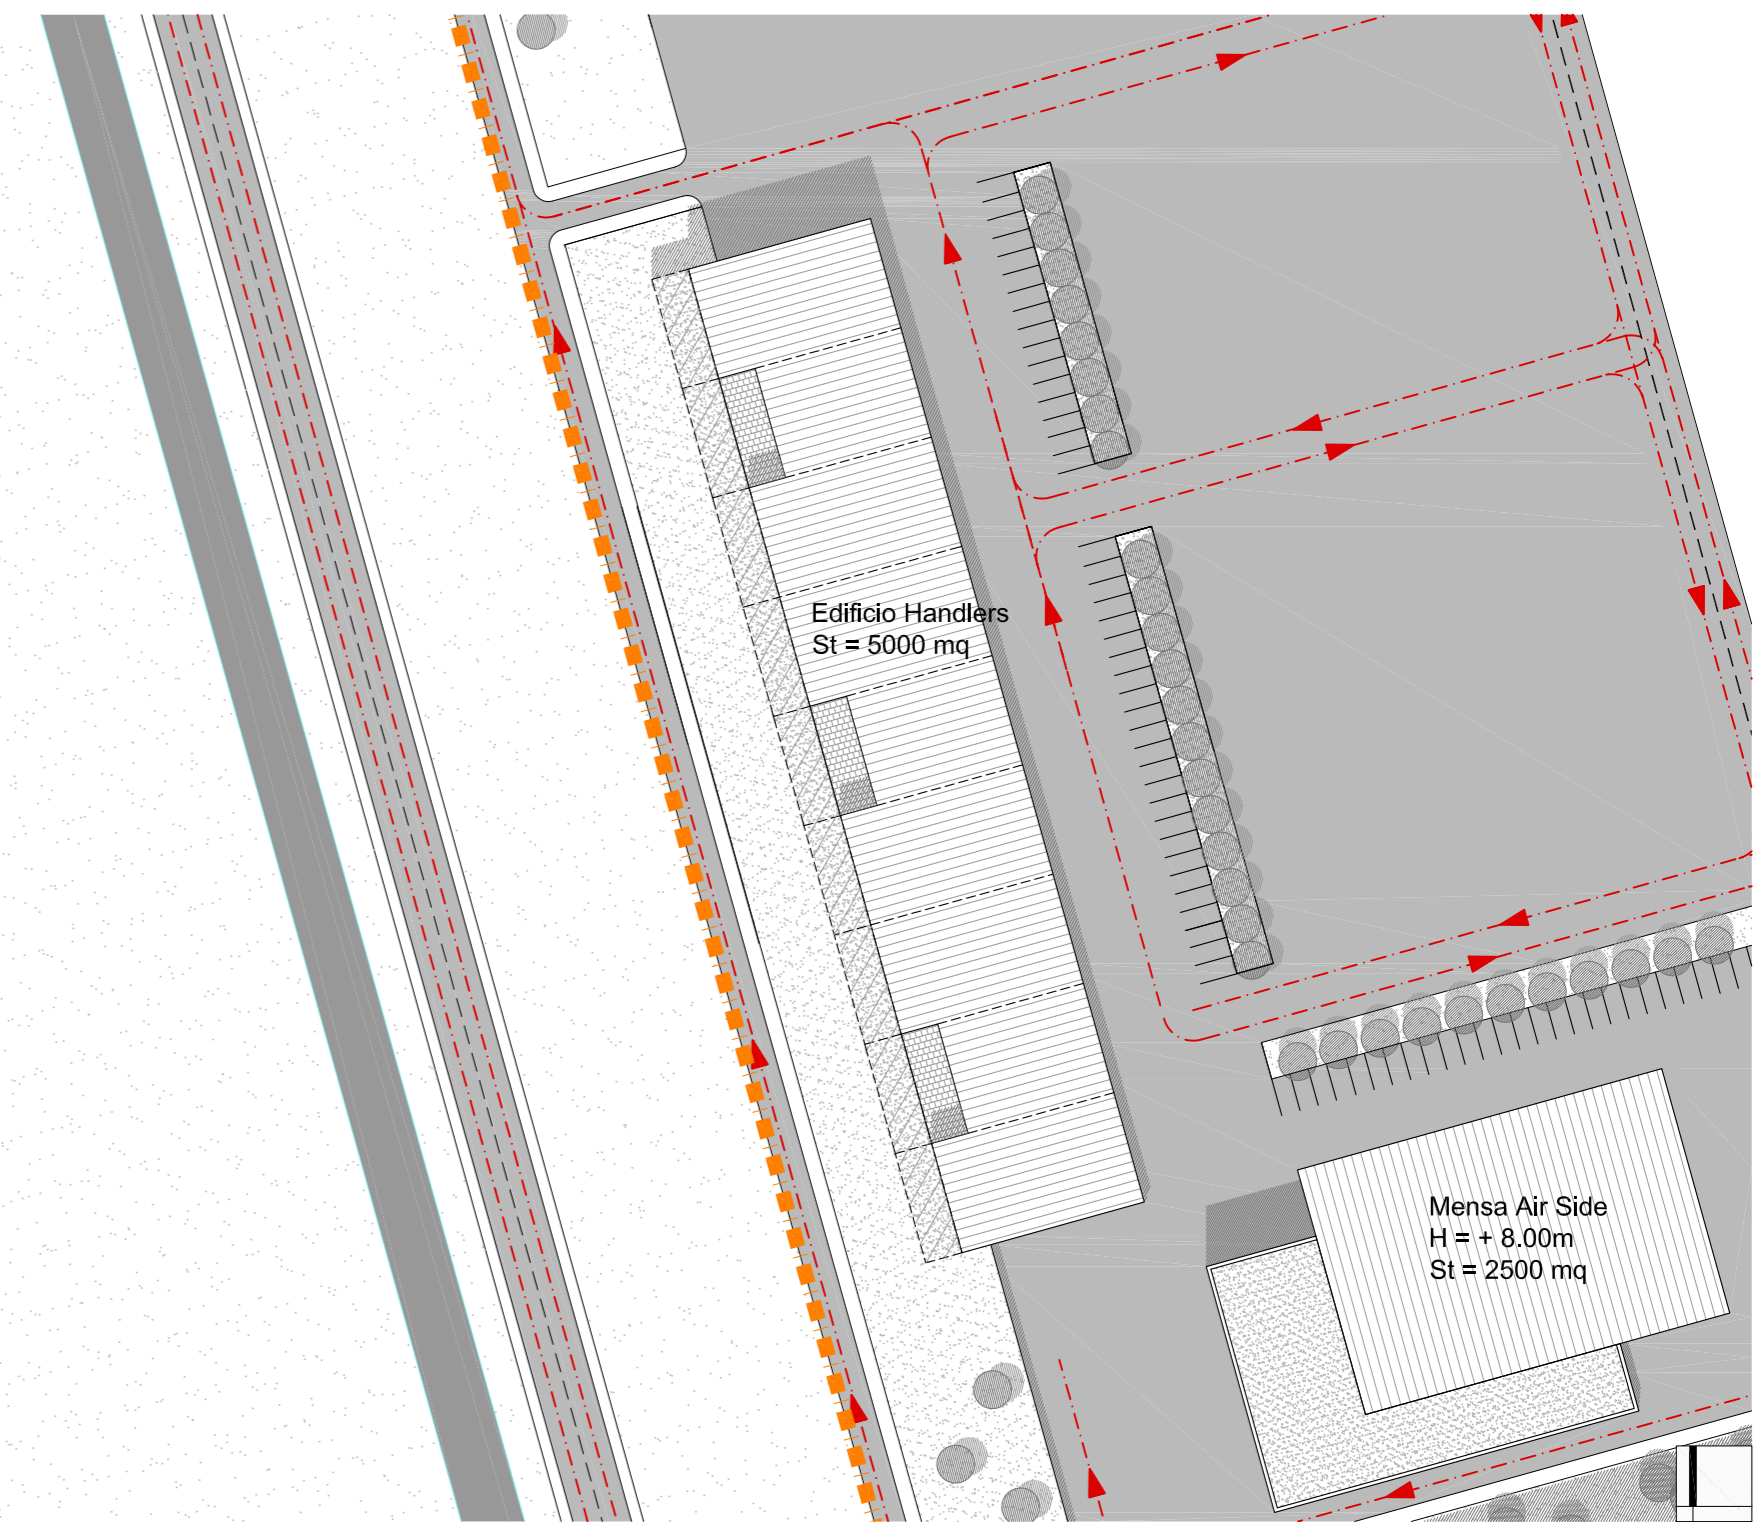 Edificio Handlers
St = 5000 mq
Mensa Air Side
H = + 8.00m
St = 2500 mq